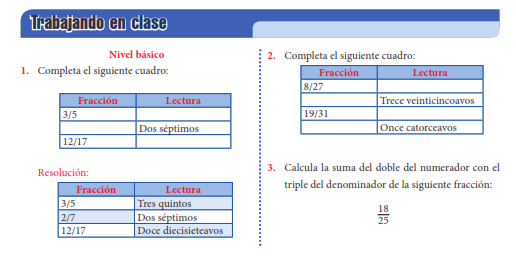 Trabajando en clase
Nivel básico
1. Completa el siguiente cuadro:
Fracción Lectura
3/5
Dos séptimos
12/17
Resolución:
Fracción Lectura
3/5 Tres quintos
2/7 Dos séptimos
12/17 Doce diecisieteavos
2. Completa el siguiente cuadro:
Fracción Lectura
8/27
Trece veinticincoavos
19/31
Once catorceavos
3. Calcula la suma del doble del numerador con el
triple del denominador de la siguiente fracción:
18
25